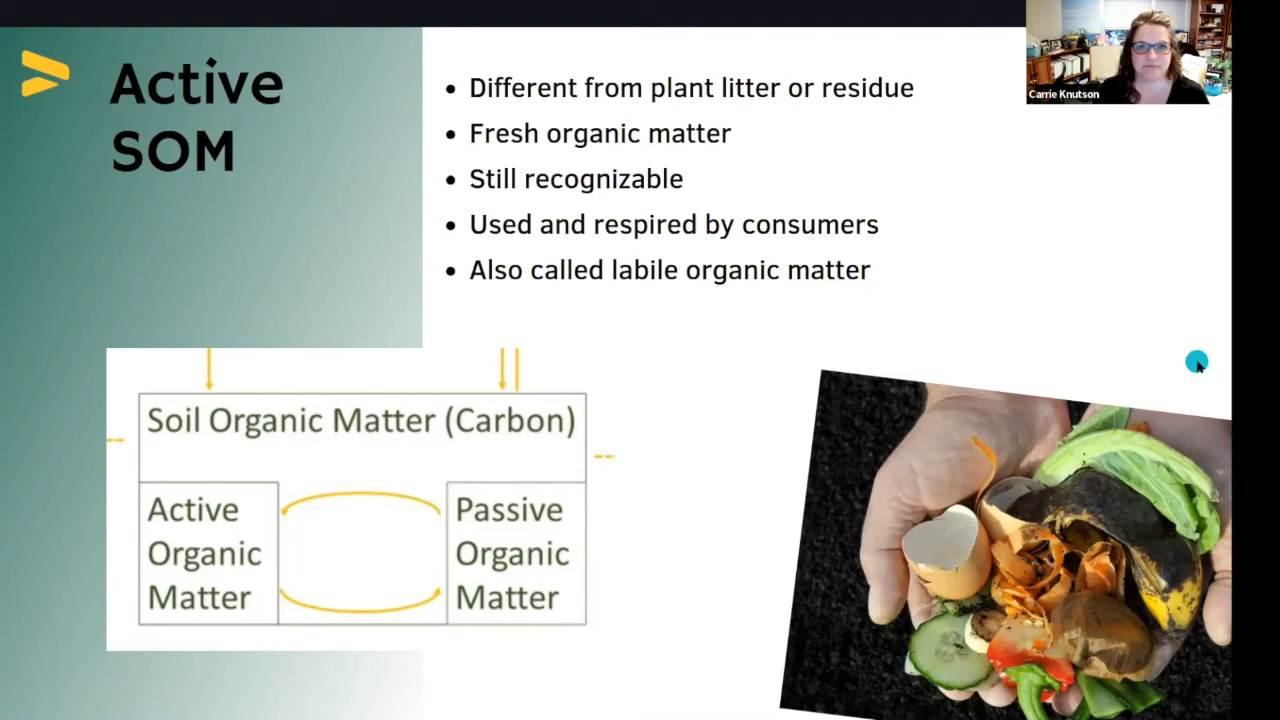 Active
SOM
Different from plant litter or residue
Fresh organic matter
Still recognizable
Used and respired by consumers
Also called labile organic matter
Carrie Knutson
Soil Organic Matter (Carbon)
Active
Organic
Matter
Passive
Organic
Matter